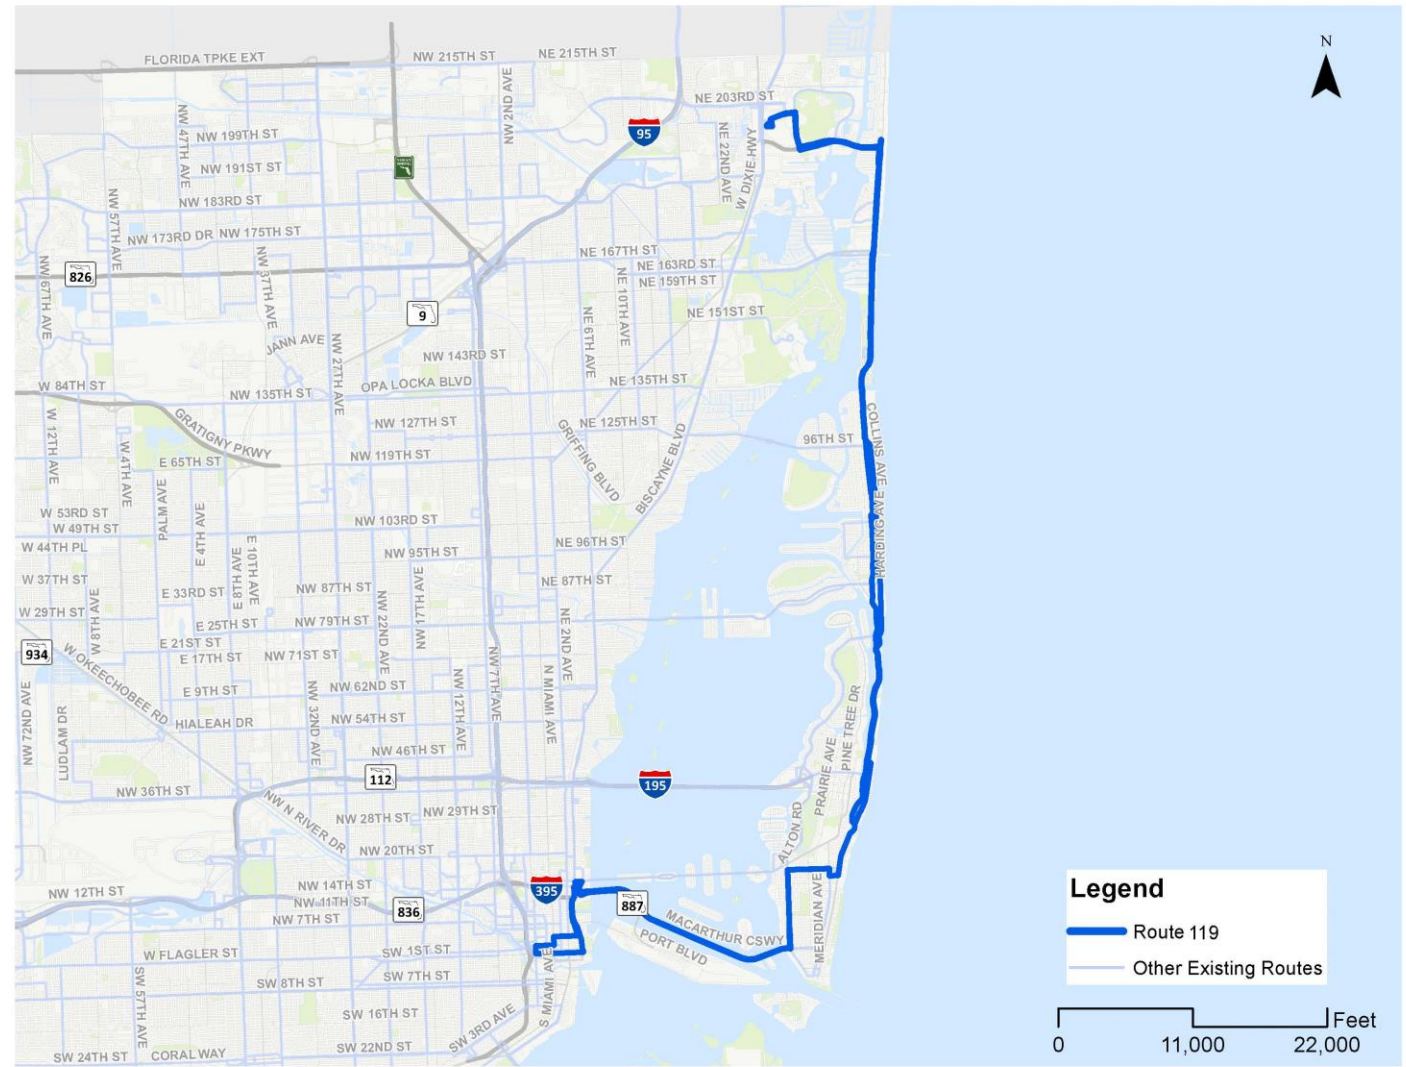 N
FLORIDA TPKE EXT
NW 215TH ST
NE 215TH ST
NW 2ND AVE
NE 203RD ST
NW 47TH AVE
NW 199TH ST
95
NE 22ND AVE
W DIXIE HWY
NW 191ST ST
NW 57TH AVE
NW 183RD ST
NW 173RD DR
NW 175TH ST
NW 37TH AVE
NE 167TH ST
NE 163RD ST
NE 159TH ST
NE 10TH AVE
NW 67TH AVE
826
9
NE 6TH AVE
NE 151ST ST
JANN AVE
NW 27TH AVE
NW 143RD ST
W 84TH ST
NW 135TH ST
OPA LOCKA BLVD
NE 135TH ST
GRATIGNY PKWY
NW 127TH ST
NE 125TH ST
W 12TH AVE
W 4TH AVE
E 65TH ST
NW 119TH ST
GRIFFING BLVD
BISCAYNE BLVD
96TH ST
COLLINS AVE
HARDING AVE
PALM AVE
E 4TH AVE
W 53RD ST
W 49TH ST
NW 103RD ST
W 44TH PL
E 8TH AVE
E 10TH AVE
NW 95TH ST
NE 96TH ST
W 37TH ST
E 33RD ST
NW 87TH ST
NW 17TH AVE
NE 87TH ST
W 29TH ST
W 8TH AVE
E 25TH ST
NW 79TH ST
NW 22ND AVE
NE 2ND AVE
934
W OKEECHOBEE RD
E 21ST ST
E 17TH ST
NW 71ST ST
E 9TH ST
NW 62ND ST
NW 72ND AVE
LUDLAM DR
HIALEAH DR
NW 32ND AVE
NW 54TH ST
NW 12TH AVE
NW 7TH AVE
N MIAMI AVE
NW 46TH ST
PRAIRIE AVE
PINE TREE DR
112
195
NW 36TH ST
NW N RIVER DR
NW 28TH ST
NW 29TH ST
ALTON RD
NW 20TH ST
NW 12TH ST
NW 14TH ST
395
NW 11TH ST
836
887
NW 7TH ST
MACARTHUR CSWY
PORT BLVD
MERIDIAN AVE
W FLAGLER ST
SW 1ST ST
SW 57TH AVE
SW 8TH ST
SW 7TH ST
S MIAMI AVE
SW 16TH ST
SW 3RD AVE
SW 24TH ST
CORAL WAY
SW 22ND ST
Legend
Route 119
Other Existing Routes
Feet
0 11,000 22,000